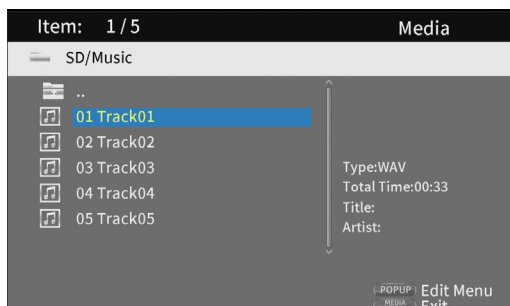 Item: 1/5
Media
SD/Music
..
01 Track01
02 Track02
03 Track03
04 Track04
05 Track05
Type:WAV
Total Time:00:33
Title:
Artist:
POPUP Edit Menu
MEDIA Exit